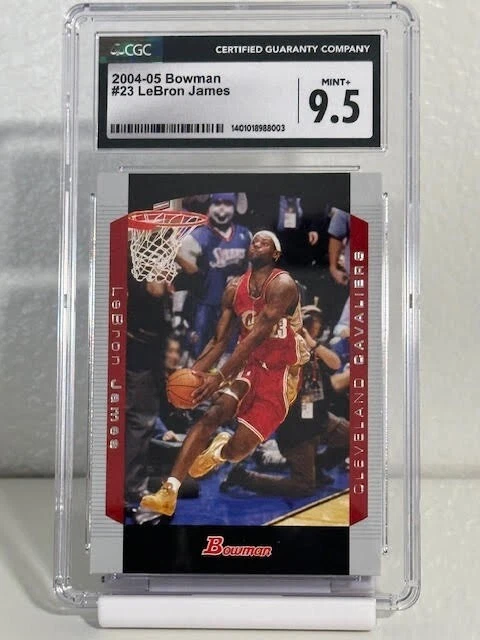 CGC CERTIFIED GUARANTY COMPANY
2004-05 Bowman
#23 LeBron James
MINT+
9.5
1401018988003
LeBron James
CLEVELAND CAVALIERS
23
Bowman